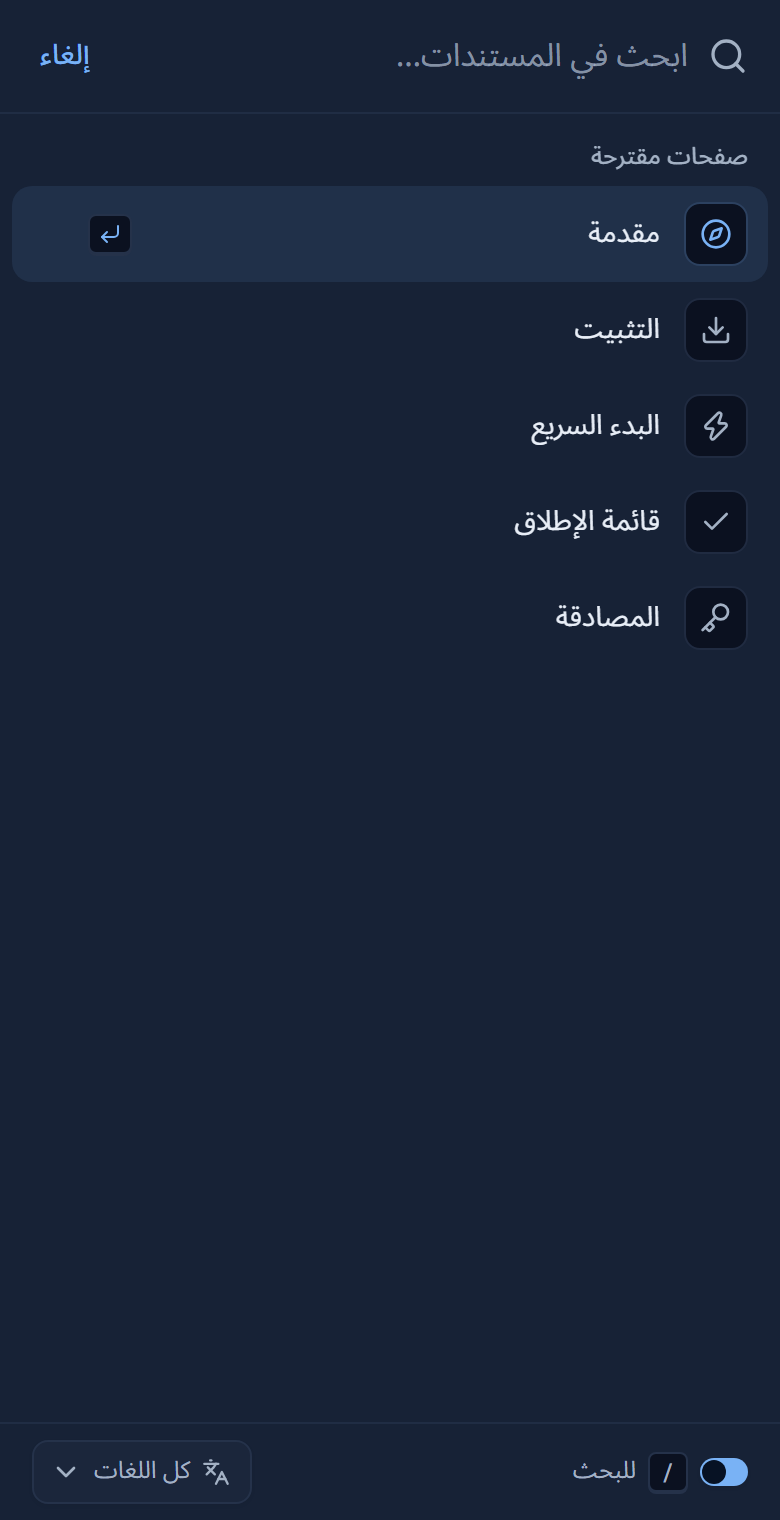 ابحث في المستندات...
إلغاء
صفحات مقترحة
مقدمة
التثبيت
البدء السريع
قائمة الإطلاق
المصادقة
/ للبحث
كل اللغات